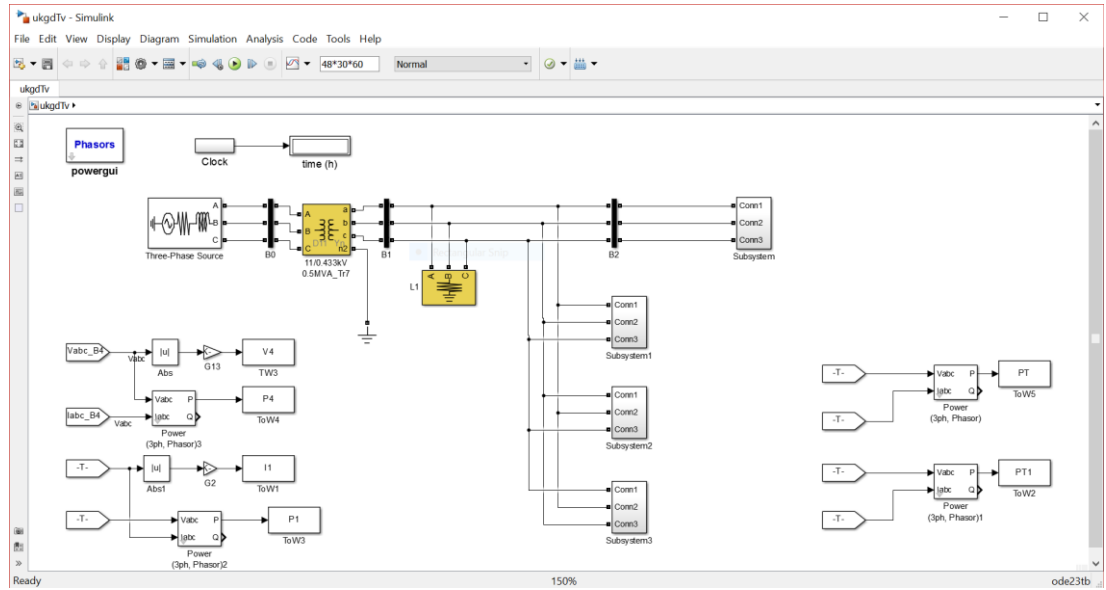 ukgdTv - Simulink
File Edit View Display Diagram Simulation Analysis Code Tools Help
48*30*60
Normal
ukgdTv
ukgdTv
Phasors
powergui
Clock
time (h)
A
B
C
Three-Phase Source
B0
A
B
C
a
b
c
n2
D11 Yn
11/0.433kV
0.5MVA_Tr7
B1
Rectangular Snip
B2
Conn1
Conn2
Conn3
Subsystem
L1
A B C
Conn1
Conn2
Conn3
Subsystem1
Conn1
Conn2
Conn3
Subsystem2
Conn1
Conn2
Conn3
Subsystem3
Vabc_B4
Vabc
|u|
Abs
K-
G13
V4
TW3
Iabc_B4
Vabc
Vabc P
Iabc Q
Power
(3ph, Phasor)3
P4
ToW4
-T-
|u|
Abs1
K-
G2
I1
ToW1
-T-
Vabc P
Iabc Q
Power
(3ph, Phasor)2
P1
ToW3
-T-
-T-
Vabc P
Iabc Q
Power
(3ph, Phasor)
PT
ToW5
-T-
-T-
Vabc P
Iabc Q
Power
(3ph, Phasor)1
PT1
ToW2
Ready
150%
ode23tb